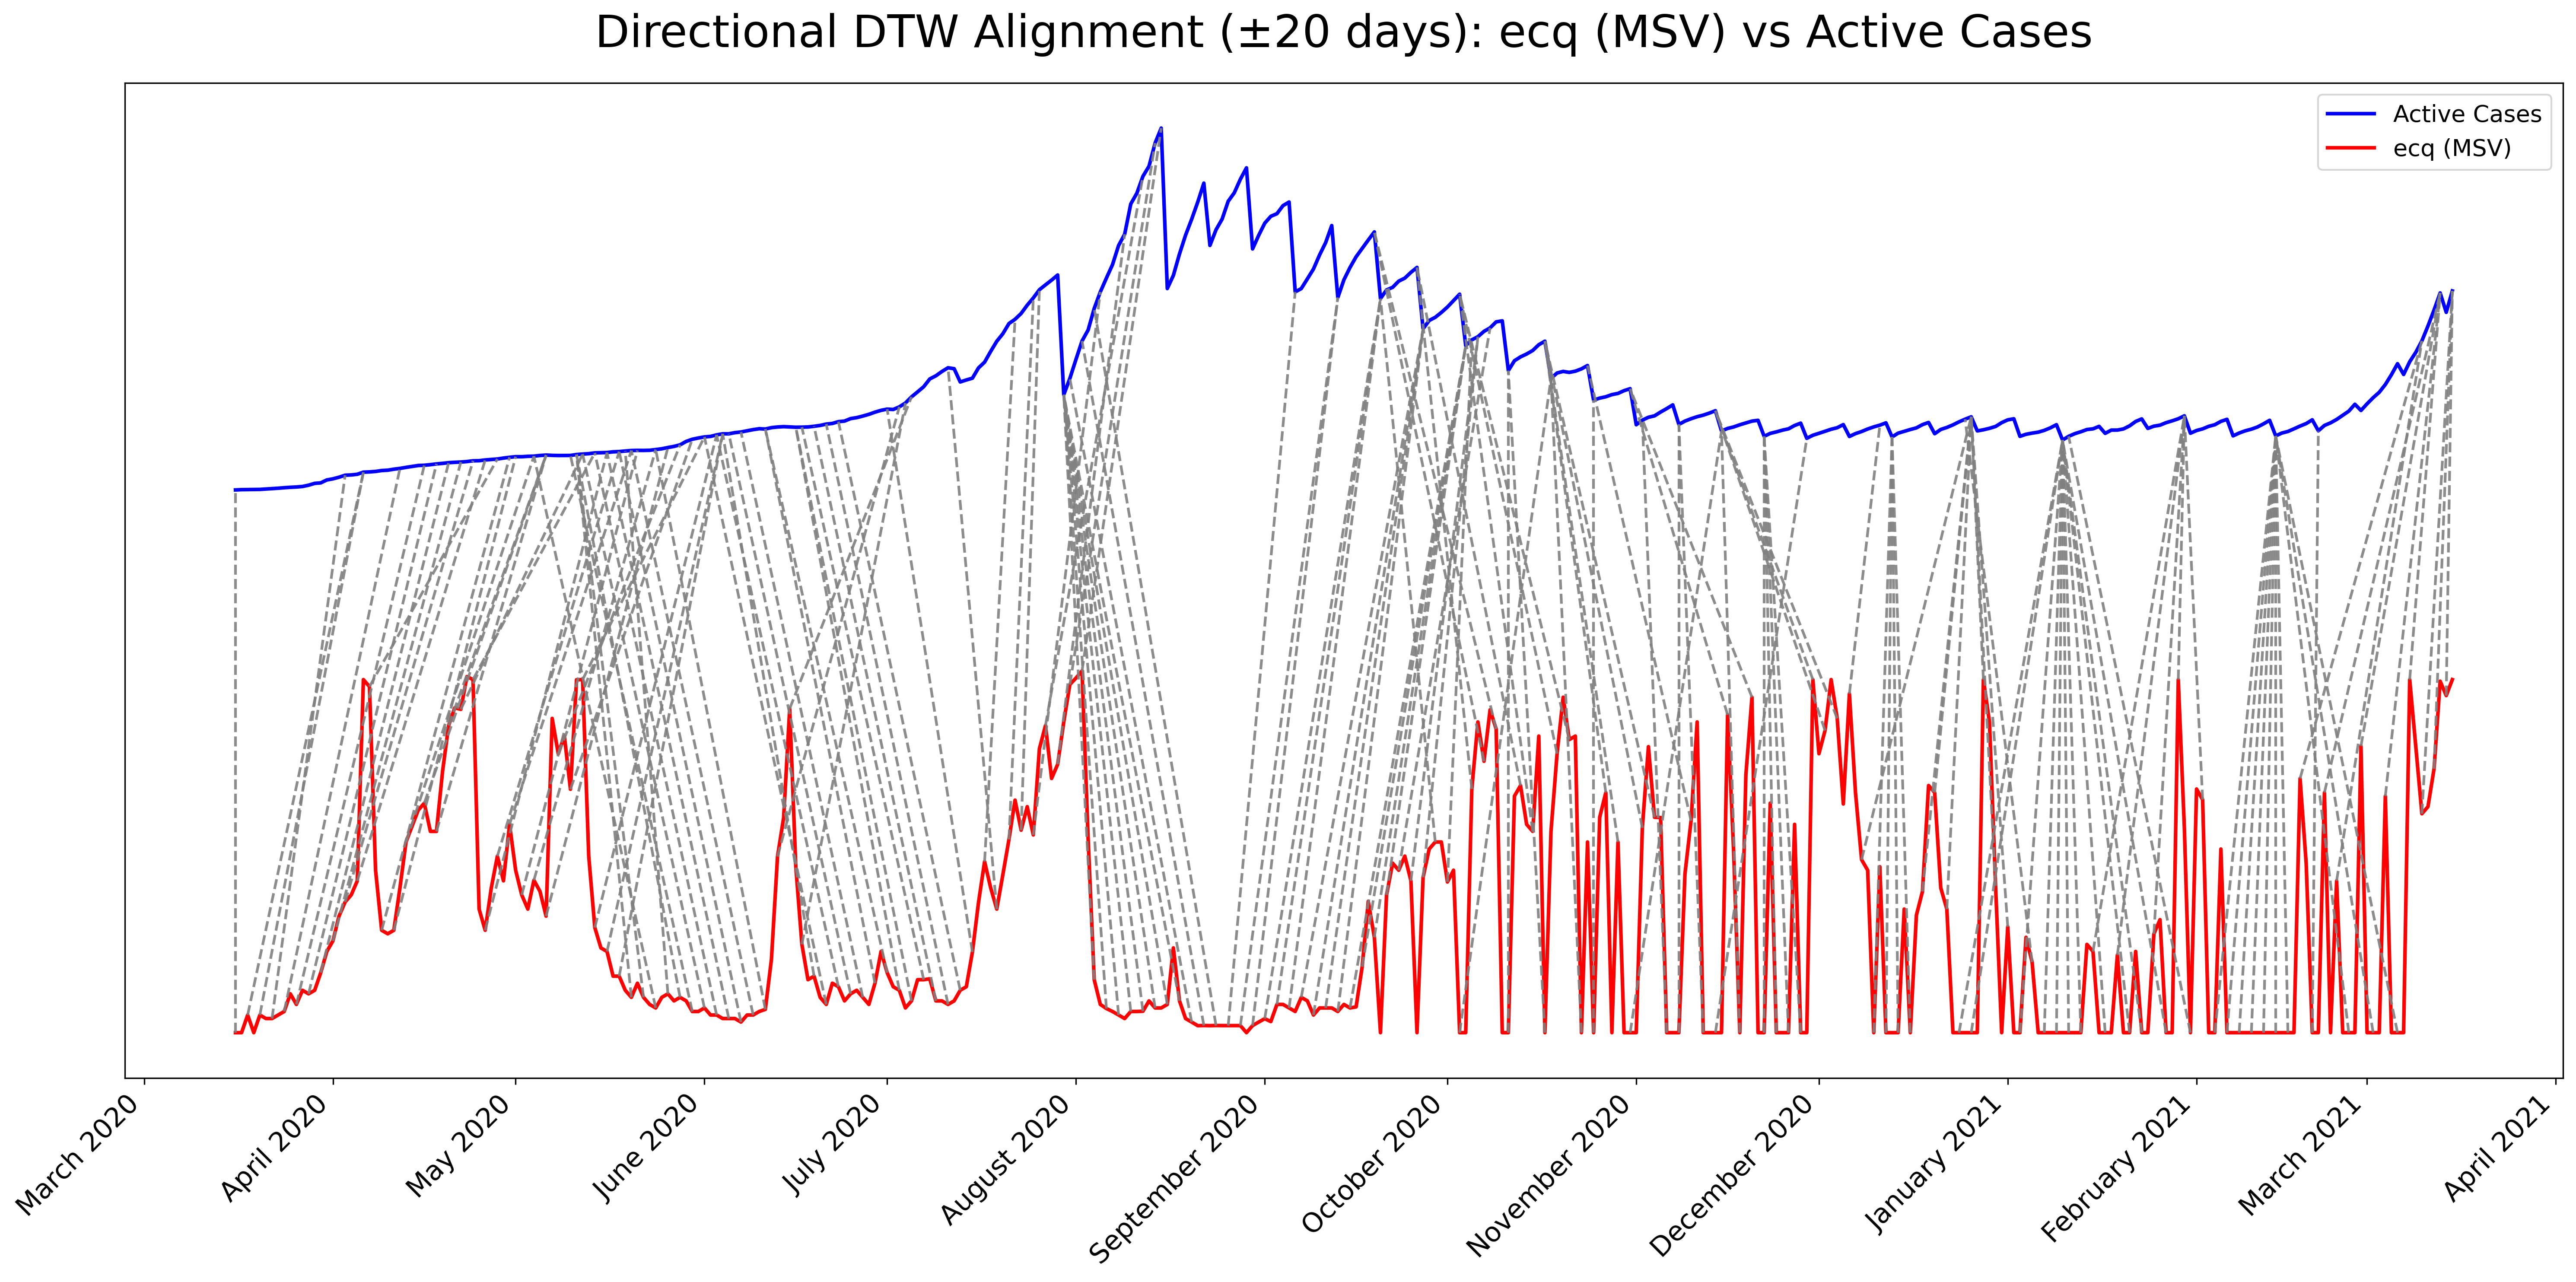 Directional DTW Alignment (±20 days): ecq (MSV) vs Active Cases
Active Cases
ecq (MSV)
March 2020
April 2020
May 2020
June 2020
July 2020
August 2020
September 2020
October 2020
November 2020
December 2020
January 2021
February 2021
March 2021
April 2021